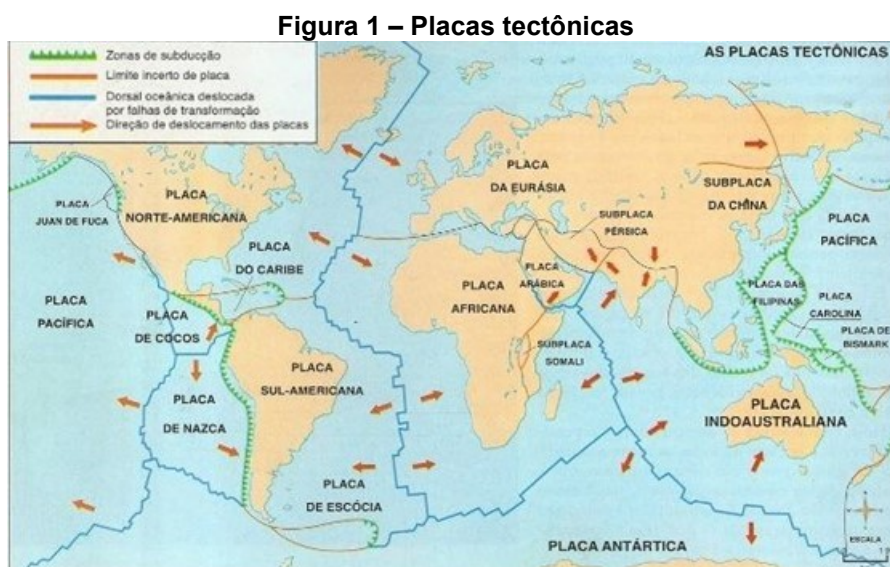 Figura 1 – Placas tectônicas
AS PLACAS TECTÔNICAS
Zonas de subducção
Limite incerto de placa
Dorsal oceânica deslocada
por falhas de transformação
Direção de deslocamento das placas
PLACA
JUAN DE FUCA
PLACA
NORTE-AMERICANA
PLACA
DO CARIBE
PLACA
PACÍFICA
PLACA
DE COCOS
PLACA
DE NAZCA
PLACA
SUL-AMERICANA
PLACA
DE ESCÓCIA
PLACA
DA EURÁSIA
SUBPLACA
PÉRSICA
PLACA
ARÁBICA
PLACA
AFRICANA
SUBPLACA
SOMALI
SUBPLACA
DA CHINA
PLACA
PACÍFICA
PLACA DAS
FILIPINAS
PLACA
CAROLINA
PLACA DE
BISMARK
PLACA
INDOAUSTRALIANA
PLACA ANTÁRTICA
ESCALA